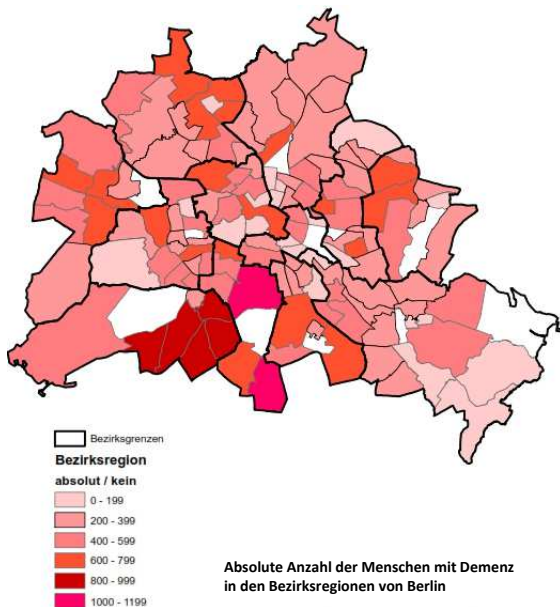 Bezirksgrenzen
Bezirksregion
absolut / kein
0 - 199
200 - 399
400 - 599
600 - 799
800 - 999
1000 - 1199
Absolute Anzahl der Menschen mit Demenz
in den Bezirksregionen von Berlin